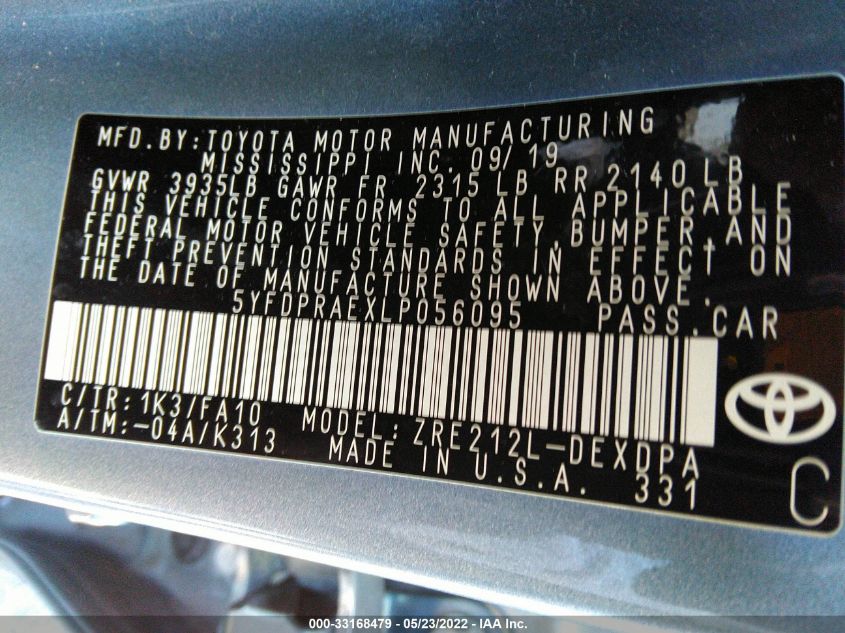 MFD.BY:TOYOTA MOTOR MANUFACTURING
MISSISSIPPI INC. 09/19
GVWR 3935LB GAWR FR 2315 LB RR 2140 LB
THIS VEHICLE CONFORMS TO ALL APPLICABLE
FEDERAL MOTOR VEHICLE SAFETY,BUMPER,AND
THEFT PREVENTION STANDARDS IN EFFECT ON
THE DATE OF MANUFACTURE SHOWN ABOVE.
5YFDPRAEXLP056095 PASS.CAR
C/TR:1K3/FA10 MODEL:ZRE212L-DEXDPA
A/TM:-04A/K313 MADE IN U.S.A. 331
C
000-33168479 - 05/23/2022 - IAA Inc.